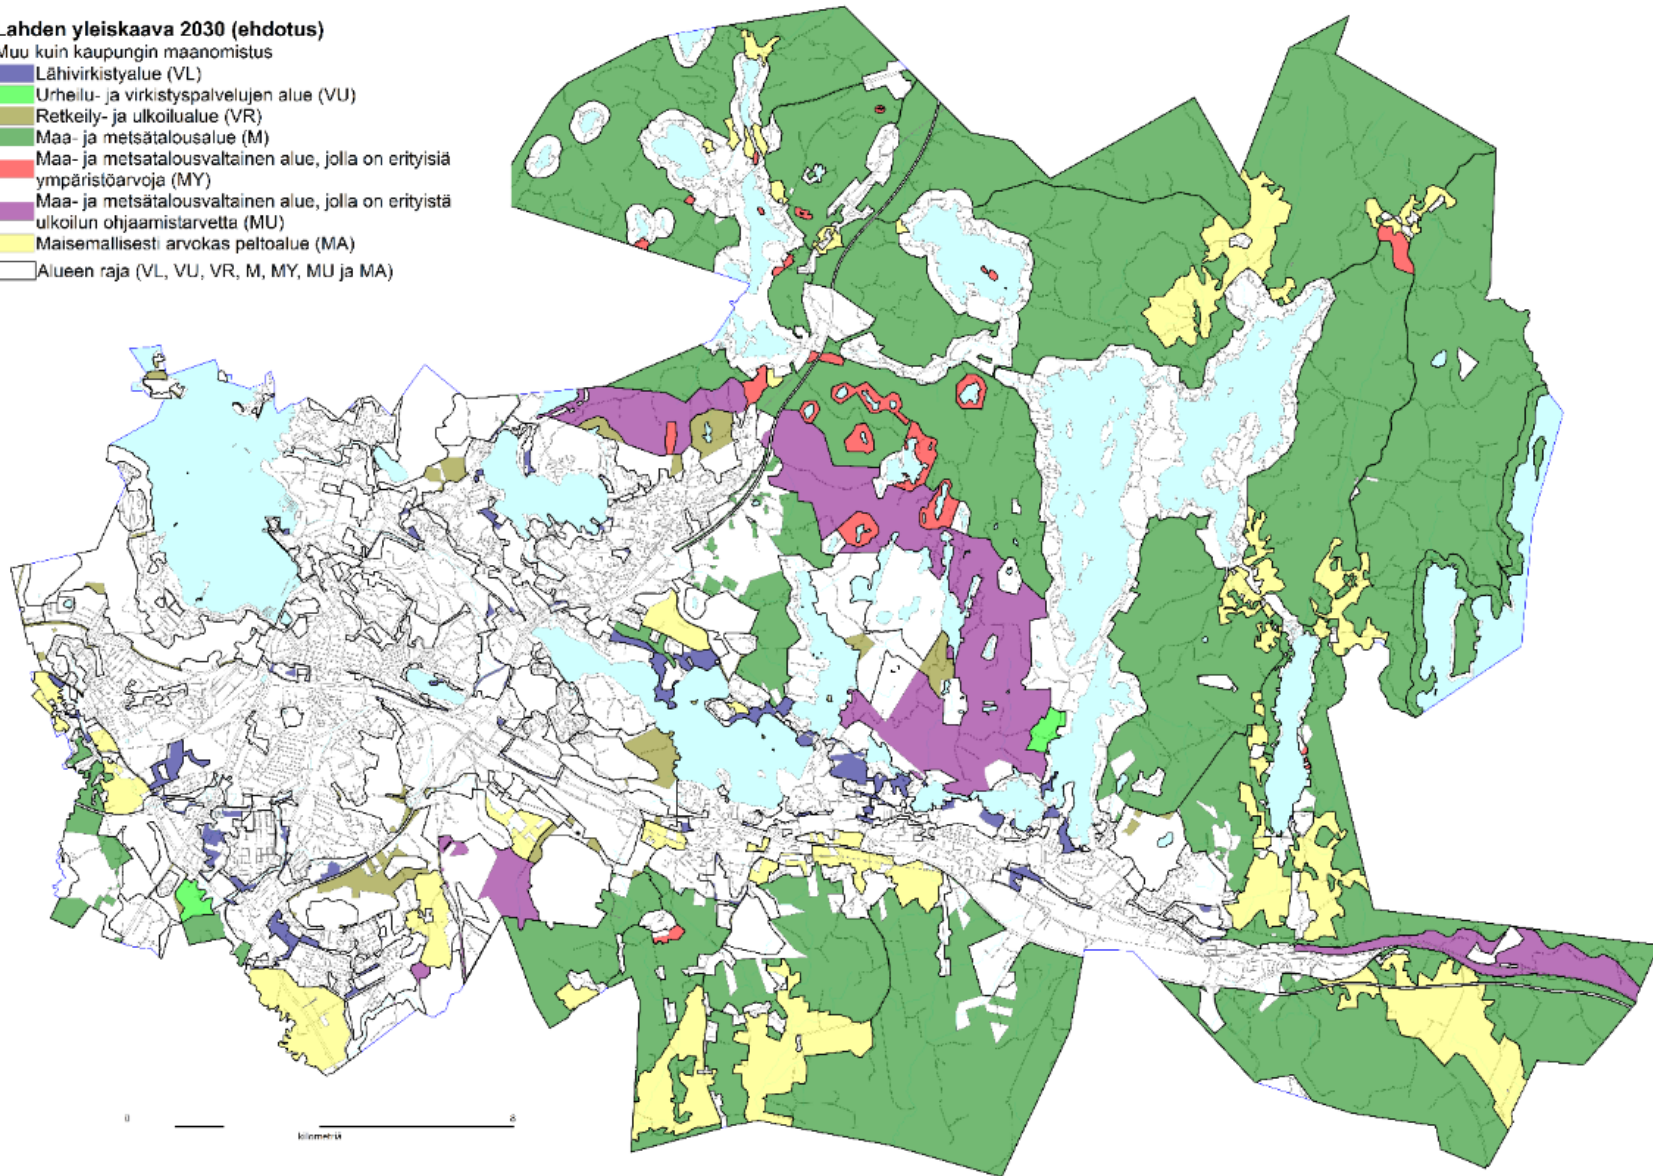 Lahden yleiskaava 2030 (ehdotus)
Muu kuin kaupungin maanomistus
Lähivirkistyalue (VL)
Urheilu- ja virkistyspalvelujen alue (VU)
Retkeily- ja ulkoilualue (VR)
Maa- ja metsätalousalue (M)
Maa- ja metsatalousvaltainen alue, jolla on erityisiä
ympäristöarvoja (MY)
Maa- ja metsätalousvaltainen alue, jolla on erityistä
ulkoilun ohjaamistarvetta (MU)
Maisemallisesti arvokas peltoalue (MA)
Alueen raja (VL, VU, VR, M, MY, MU ja MA)
0 8
kilometriä